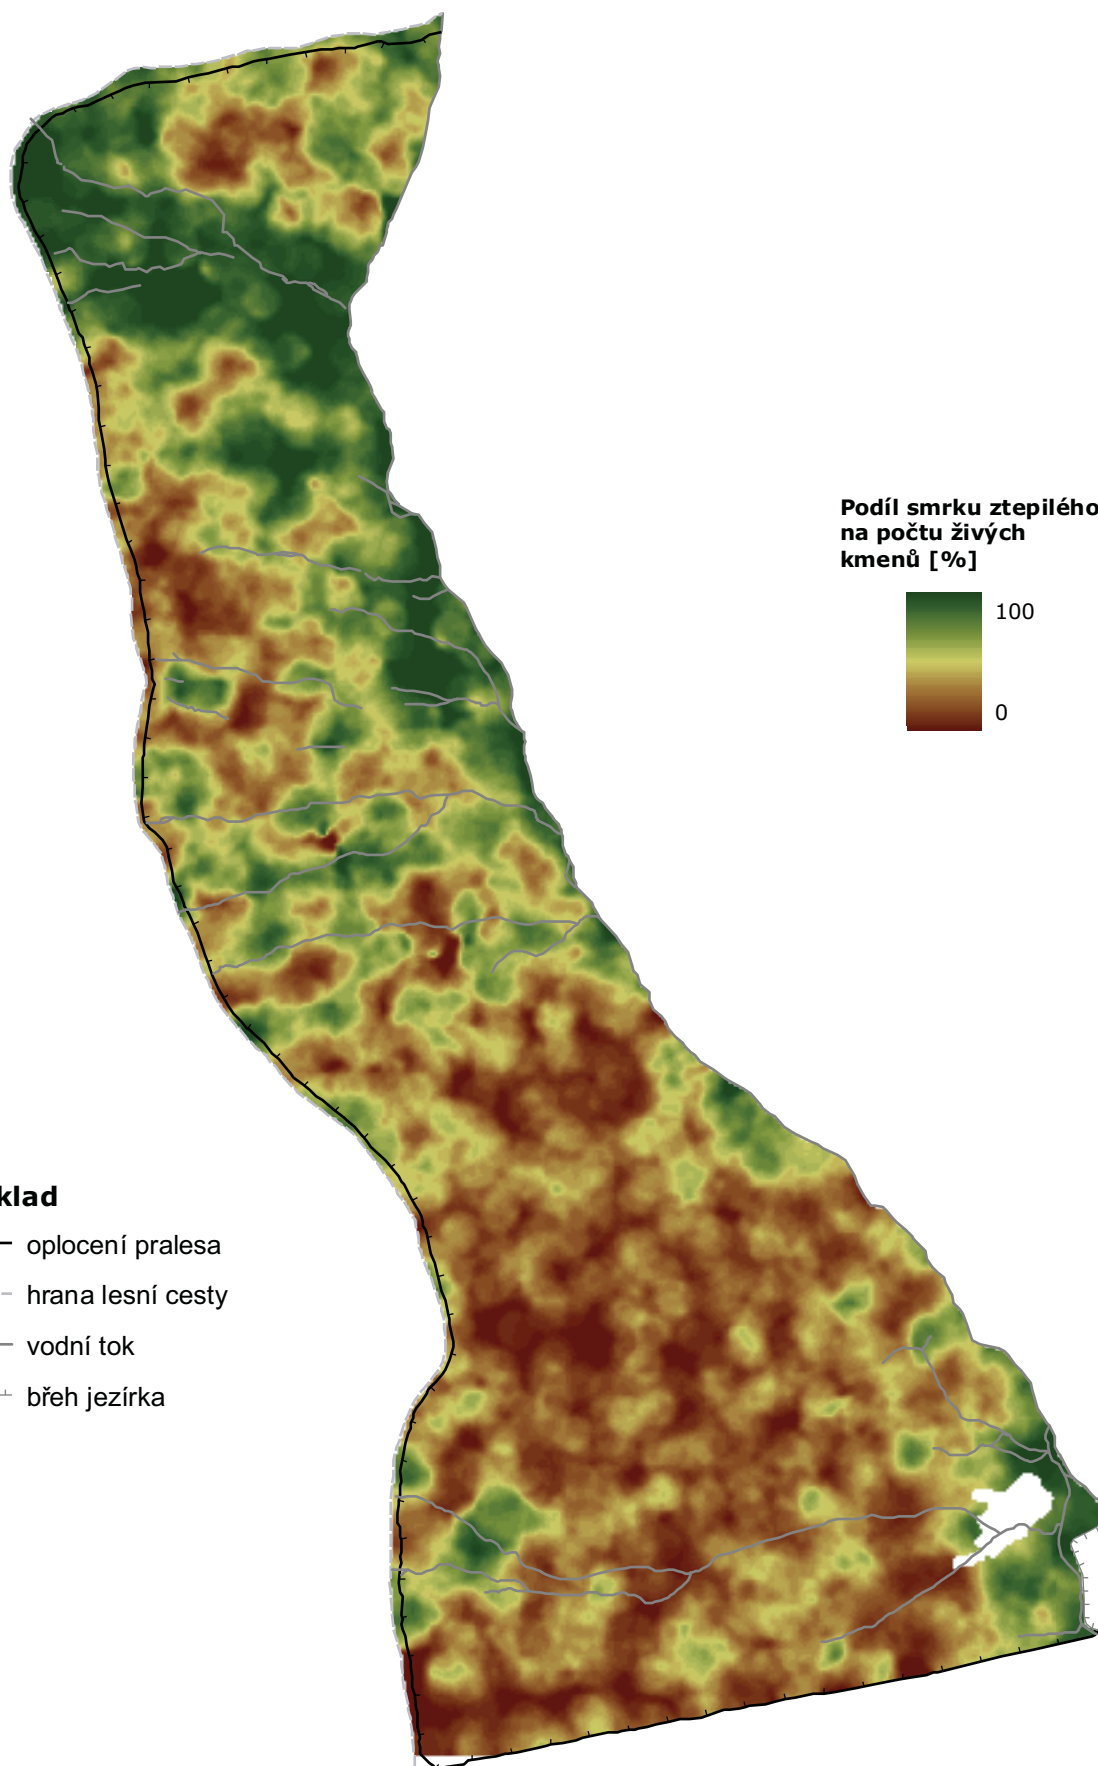 Podíl smrku ztepilého
na počtu živých
kmenů [%]
100
0
klad
oplocení pralesa
hrana lesní cesty
vodní tok
břeh jezírka